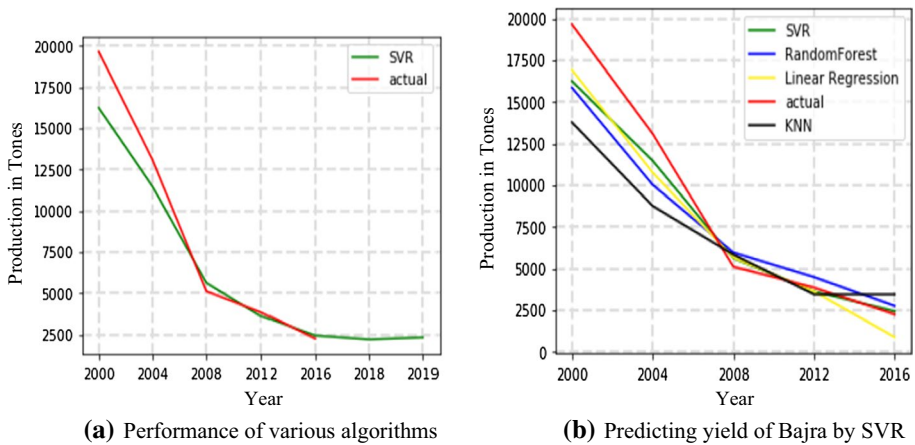 20000
17500
15000
12500
10000
7500
5000
2500
Production in Tones
SVR
actual
2000 2004 2008 2012 2016 2018 2019
Year
(a) Performance of various algorithms
20000
17500
15000
12500
10000
7500
5000
2500
0
Production in Tones
SVR
RandomForest
Linear Regression
actual
KNN
2000 2004 2008 2012 2016
Year
(b) Predicting yield of Bajra by SVR